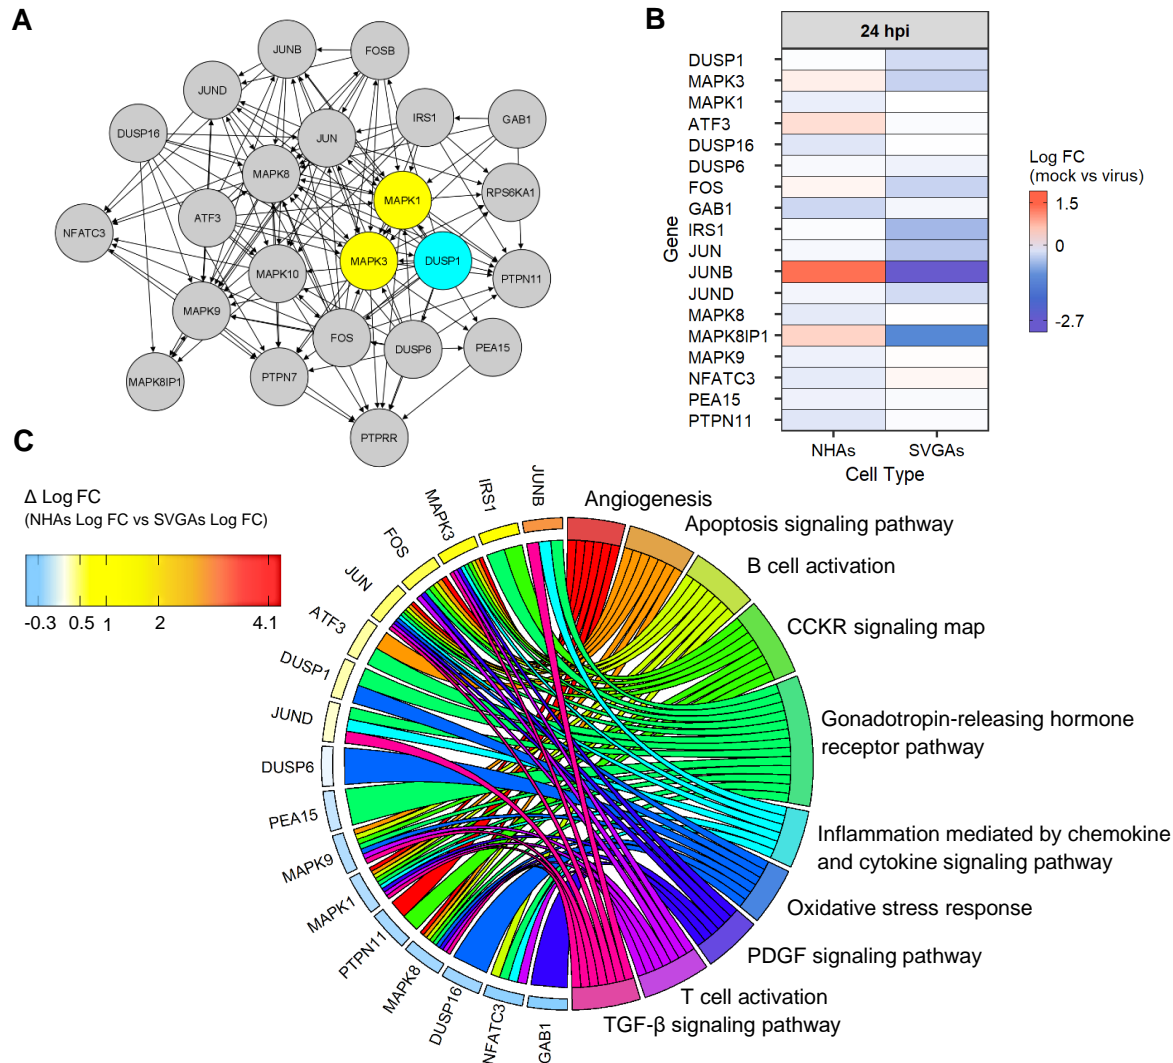 A
JUNB
FOSB
JUND
IRS1
GAB1
DUSP16
JUN
MAPK8
RPS6KA1
MAPK1
ATF3
NFATC3
MAPK3
DUSP1
MAPK10
PTPN11
MAPK9
FOS
DUSP6
PEA15
MAPK8IP1
PTPN7
PTPRR
B
24 hpi
Gene
DUSP1
MAPK3
MAPK1
ATF3
DUSP16
DUSP6
FOS
GAB1
IRS1
JUN
JUNB
JUND
MAPK8
MAPK8IP1
MAPK9
NFATC3
PEA15
PTPN11
NHAs SVGAs
Cell Type
Log FC
(mock vs virus)
1.5
0
-2.7
C
Δ Log FC
(NHAs Log FC vs SVGAs Log FC)
-0.3 0.5 1 2 4.1
JUNB
IRS1
MAPK3
FOS
JUN
ATF3
DUSP1
JUND
DUSP6
PEA15
MAPK9
MAPK1
PTPN11
MAPK8
DUSP16
NFATC3
GAB1
Angiogenesis
Apoptosis signaling pathway
B cell activation
CCKR signaling map
Gonadotropin-releasing hormone
receptor pathway
Inflammation mediated by chemokine
and cytokine signaling pathway
Oxidative stress response
PDGF signaling pathway
T cell activation
TGF-β signaling pathway